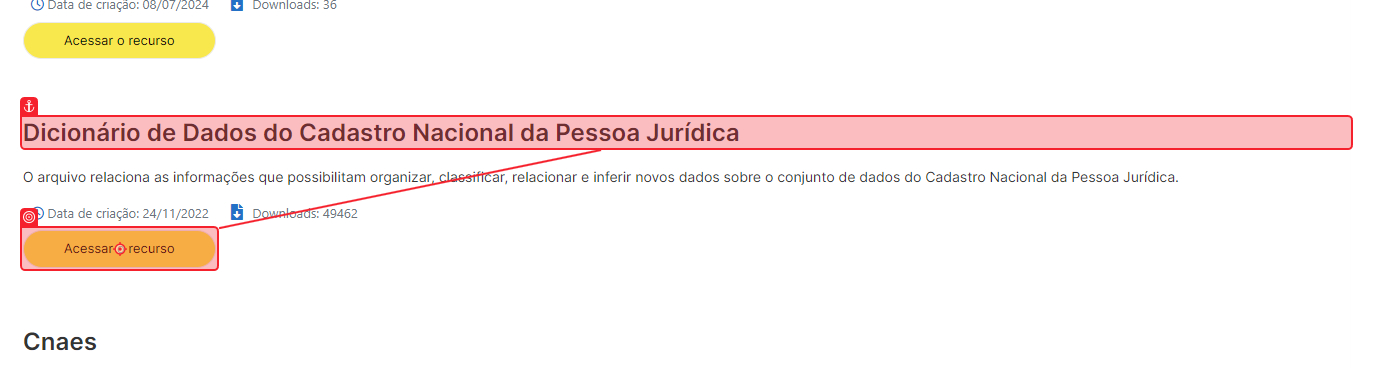 Data de criação: 08/07/2024 Downloads: 36
Acessar o recurso
Dicionário de Dados do Cadastro Nacional da Pessoa Jurídica
O arquivo relaciona as informações que possibilitam organizar, classificar, relacionar e inferir novos dados sobre o conjunto de dados do Cadastro Nacional da Pessoa Jurídica.
Data de criação: 24/11/2022 Downloads: 49462
Acessar o recurso
Cnaes